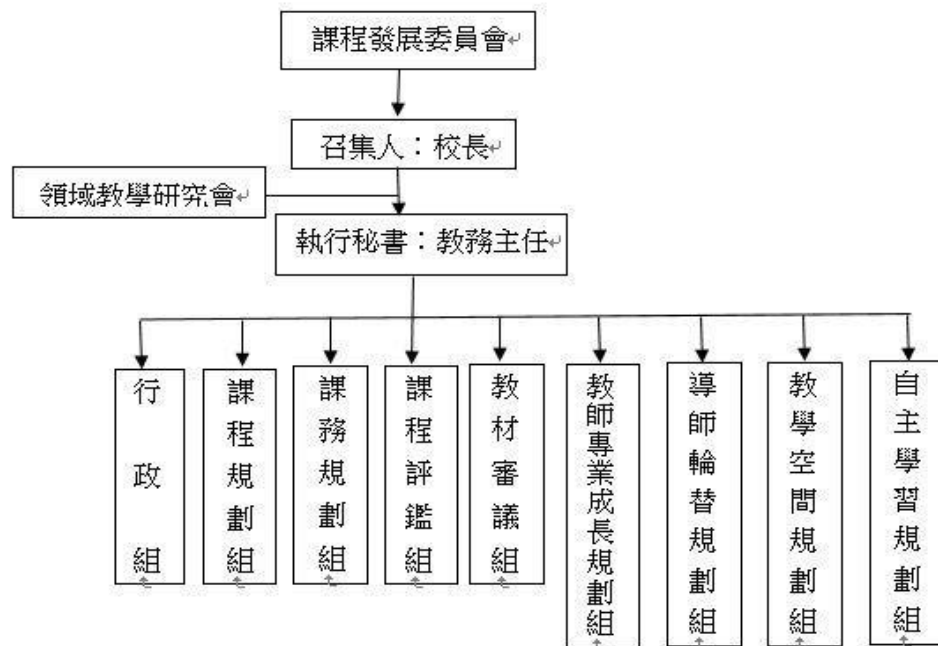 課程發展委員會
召集人：校長
領域教學研究會
執行秘書：教務主任
行政組
課程規劃組
課務規劃組
課程評鑑組
教材審議組
教師專業成長規劃組
導師輪替規劃組
教學空間規劃組
自主學習規劃組